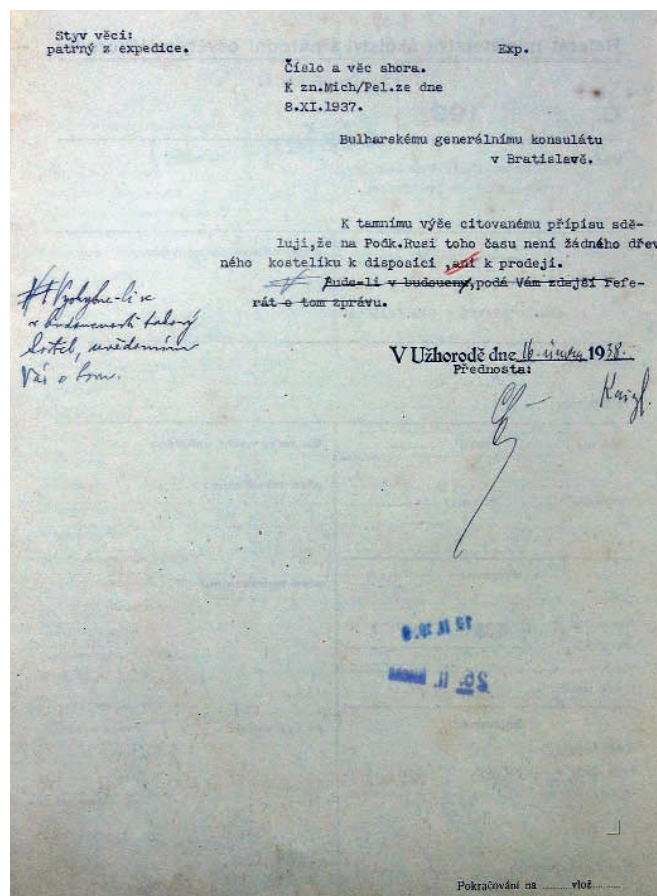 Styv věci:
patrný z expedice.
Exp.
Číslo a věc shora.
K zn.Mich/Pel.ze dne
8.XI.1937.
Bulharskému generálnímu konsulátu
v Bratislavě.
K tamnímu výše citovanému přípisu sdě-
luji,že na Podk.Rusi toho času není žádného dřev
ného kostelíku k disposici ,ani k prodeji.
Bude-li v budoucnu,podá Vám zdejší refe-
rát o tom zprávu.
Vyskytne-li se
v budoucnosti takový
kostel, uvědomím
Vás o tom.
V Užhorodě dne 16 února 1938.
Přednosta:
Pokračování na ........ vlož ........